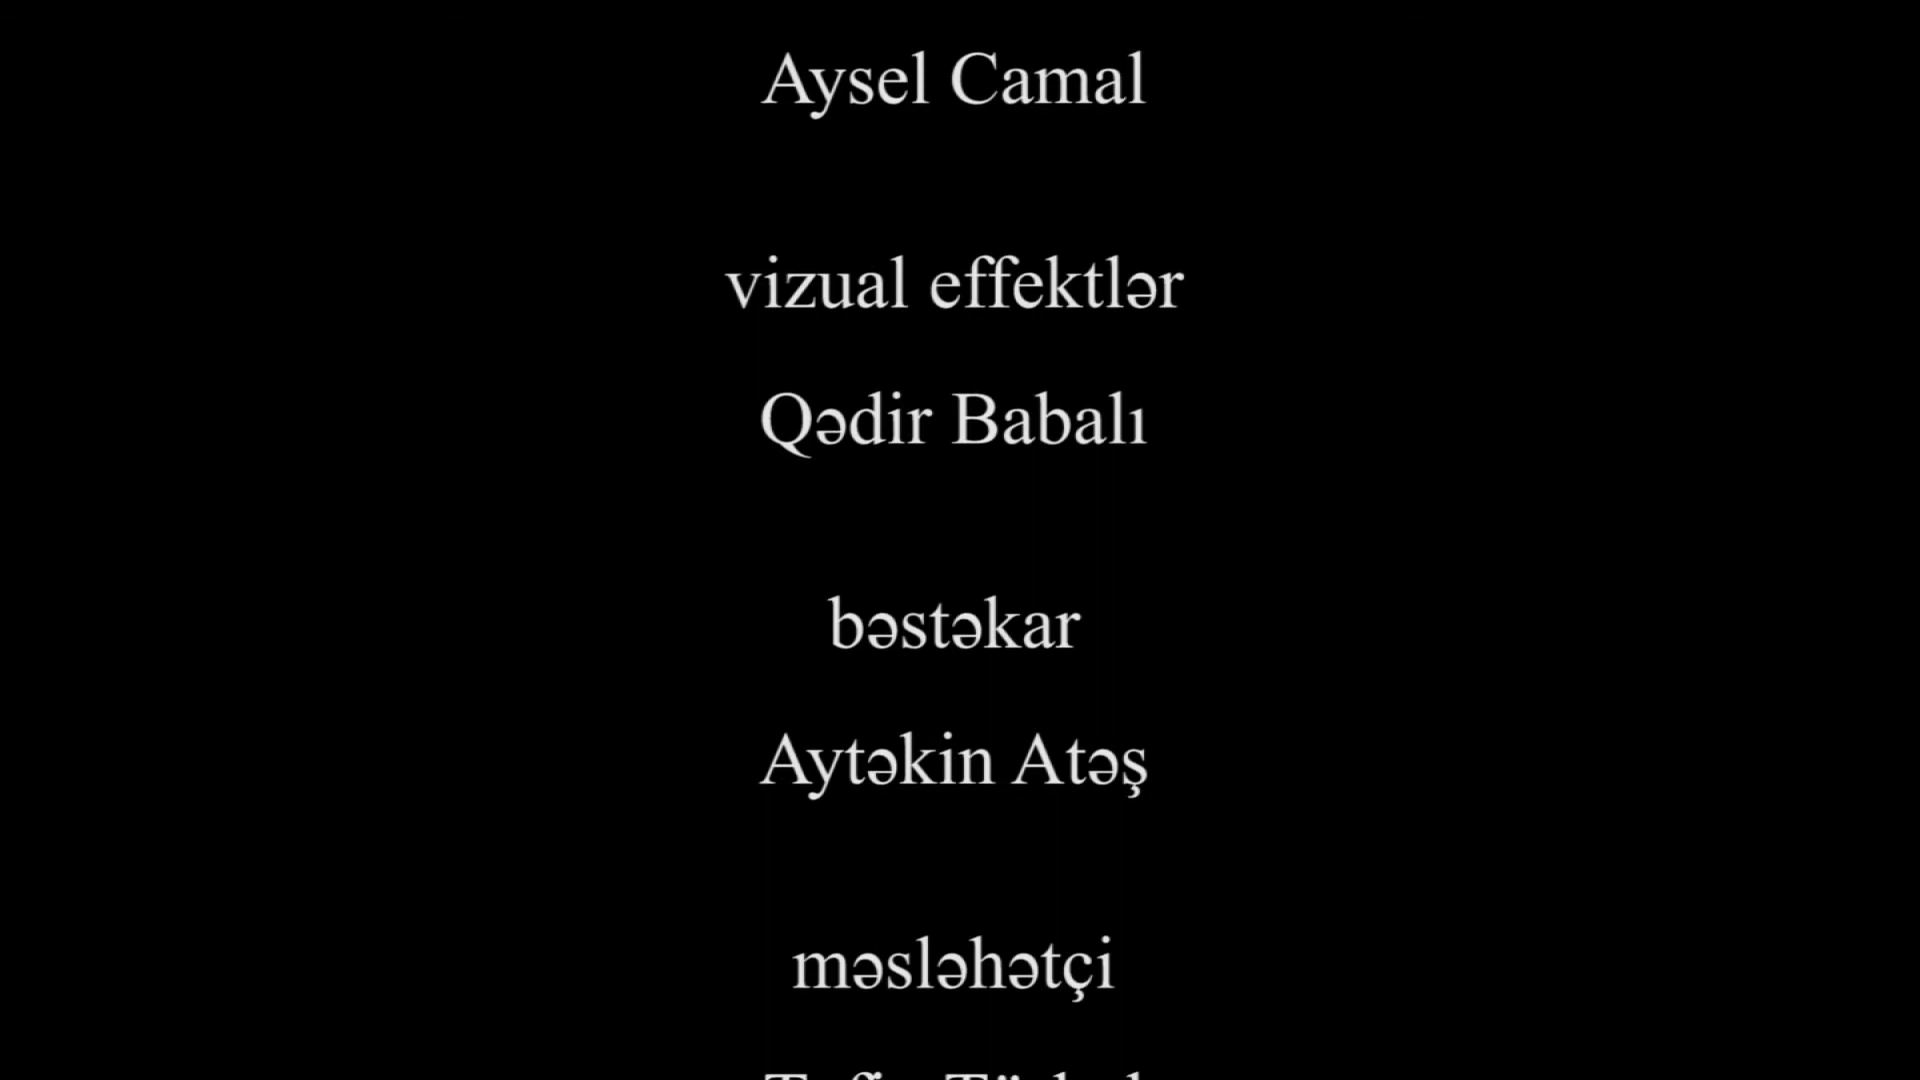 Aysel Camal
vizual effektlər
Qədir Babalı
bəstəkar
Aytəkin Atəş
məsləhətçi